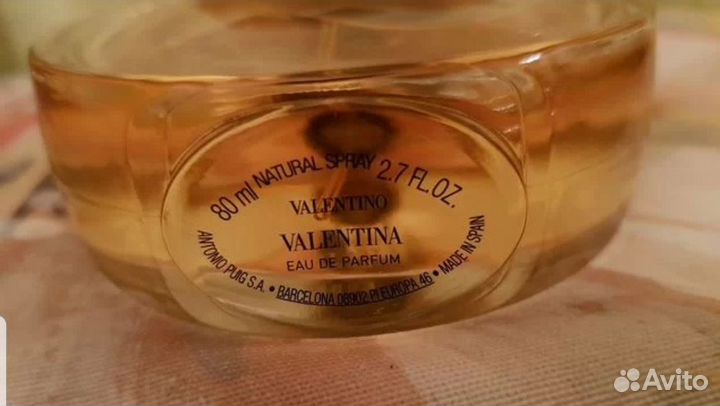 80 ml NATURAL SPRAY 2.7 FL.OZ.
VALENTINO
VALENTINA
EAU DE PARFUM
ANTONIO PUIG S.A. • BARCELONA 08902 Pl EUROPA 46 • MADE IN SPAIN
Avito